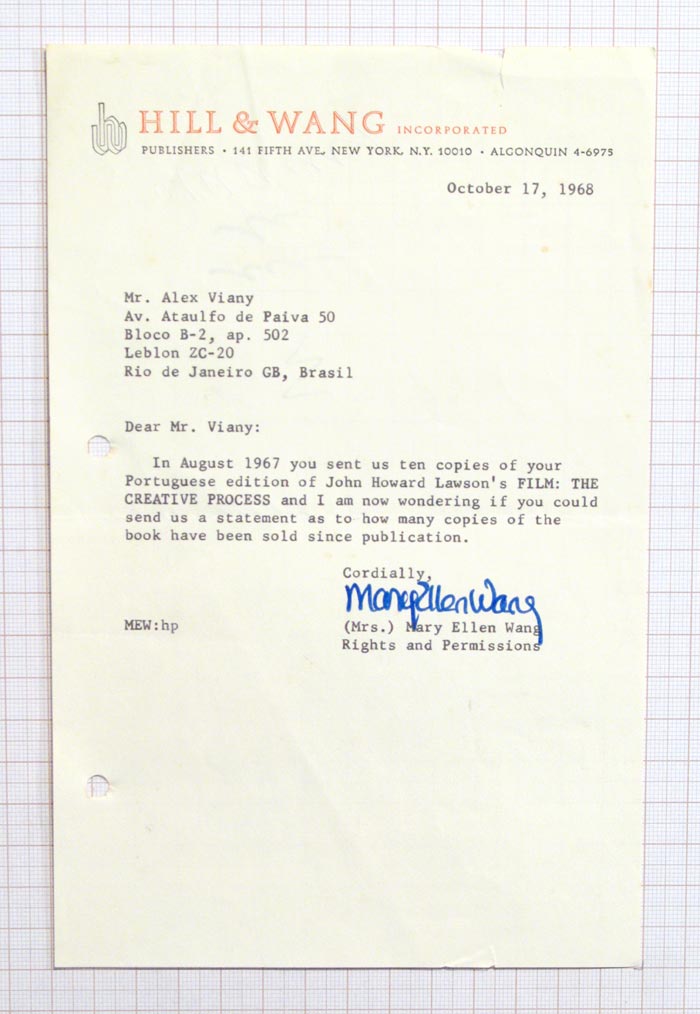 HILL & WANG INCORPORATED
PUBLISHERS • 141 FIFTH AVE., NEW YORK, N.Y. 10010 • ALGONQUIN 4-6975
October 17, 1968
Mr. Alex Viany
Av. Ataulfo de Paiva 50
Bloco B-2, ap. 502
Leblon ZC-20
Rio de Janeiro GB, Brasil
Dear Mr. Viany:
In August 1967 you sent us ten copies of your
Portuguese edition of John Howard Lawson's FILM: THE
CREATIVE PROCESS and I am now wondering if you could
send us a statement as to how many copies of the
book have been sold since publication.
Cordially,
Mary Ellen Wang
MEW:hp
(Mrs.) Mary Ellen Wang
Rights and Permissions